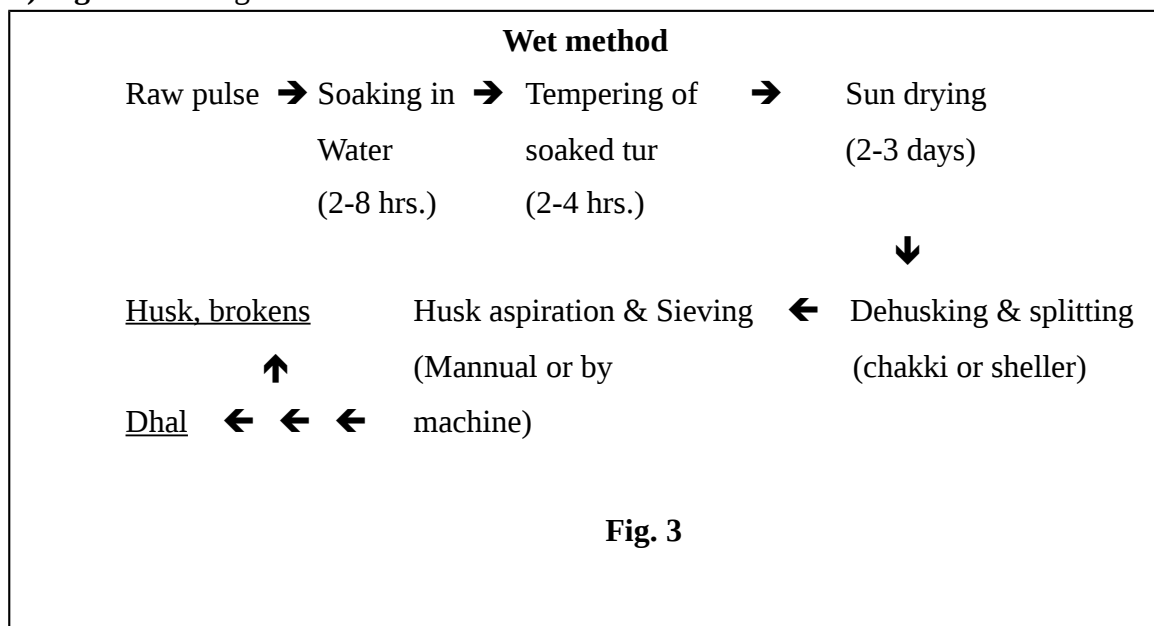 Wet method
Raw pulse → Soaking in → Tempering of → Sun drying
Water soaked tur (2-3 days)
(2-8 hrs.) (2-4 hrs.)
↓
Husk, brokens Husk aspiration & Sieving ← Dehusking & splitting
↑ (Mannual or by (chakki or sheller)
Dhal ← ← ← machine)
Fig. 3